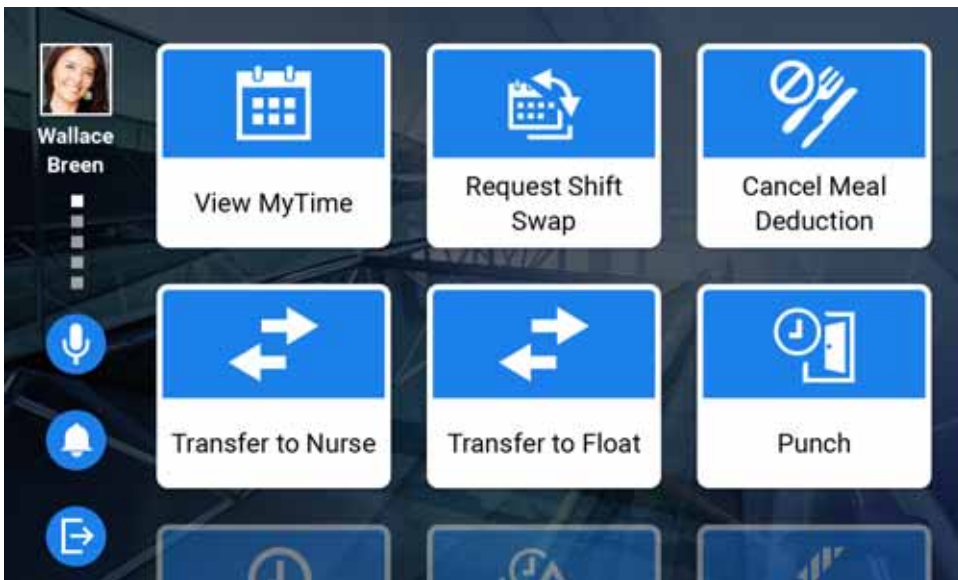 Wallace
Breen
View MyTime
Request Shift
Swap
Cancel Meal
Deduction
Transfer to Nurse
Transfer to Float
Punch